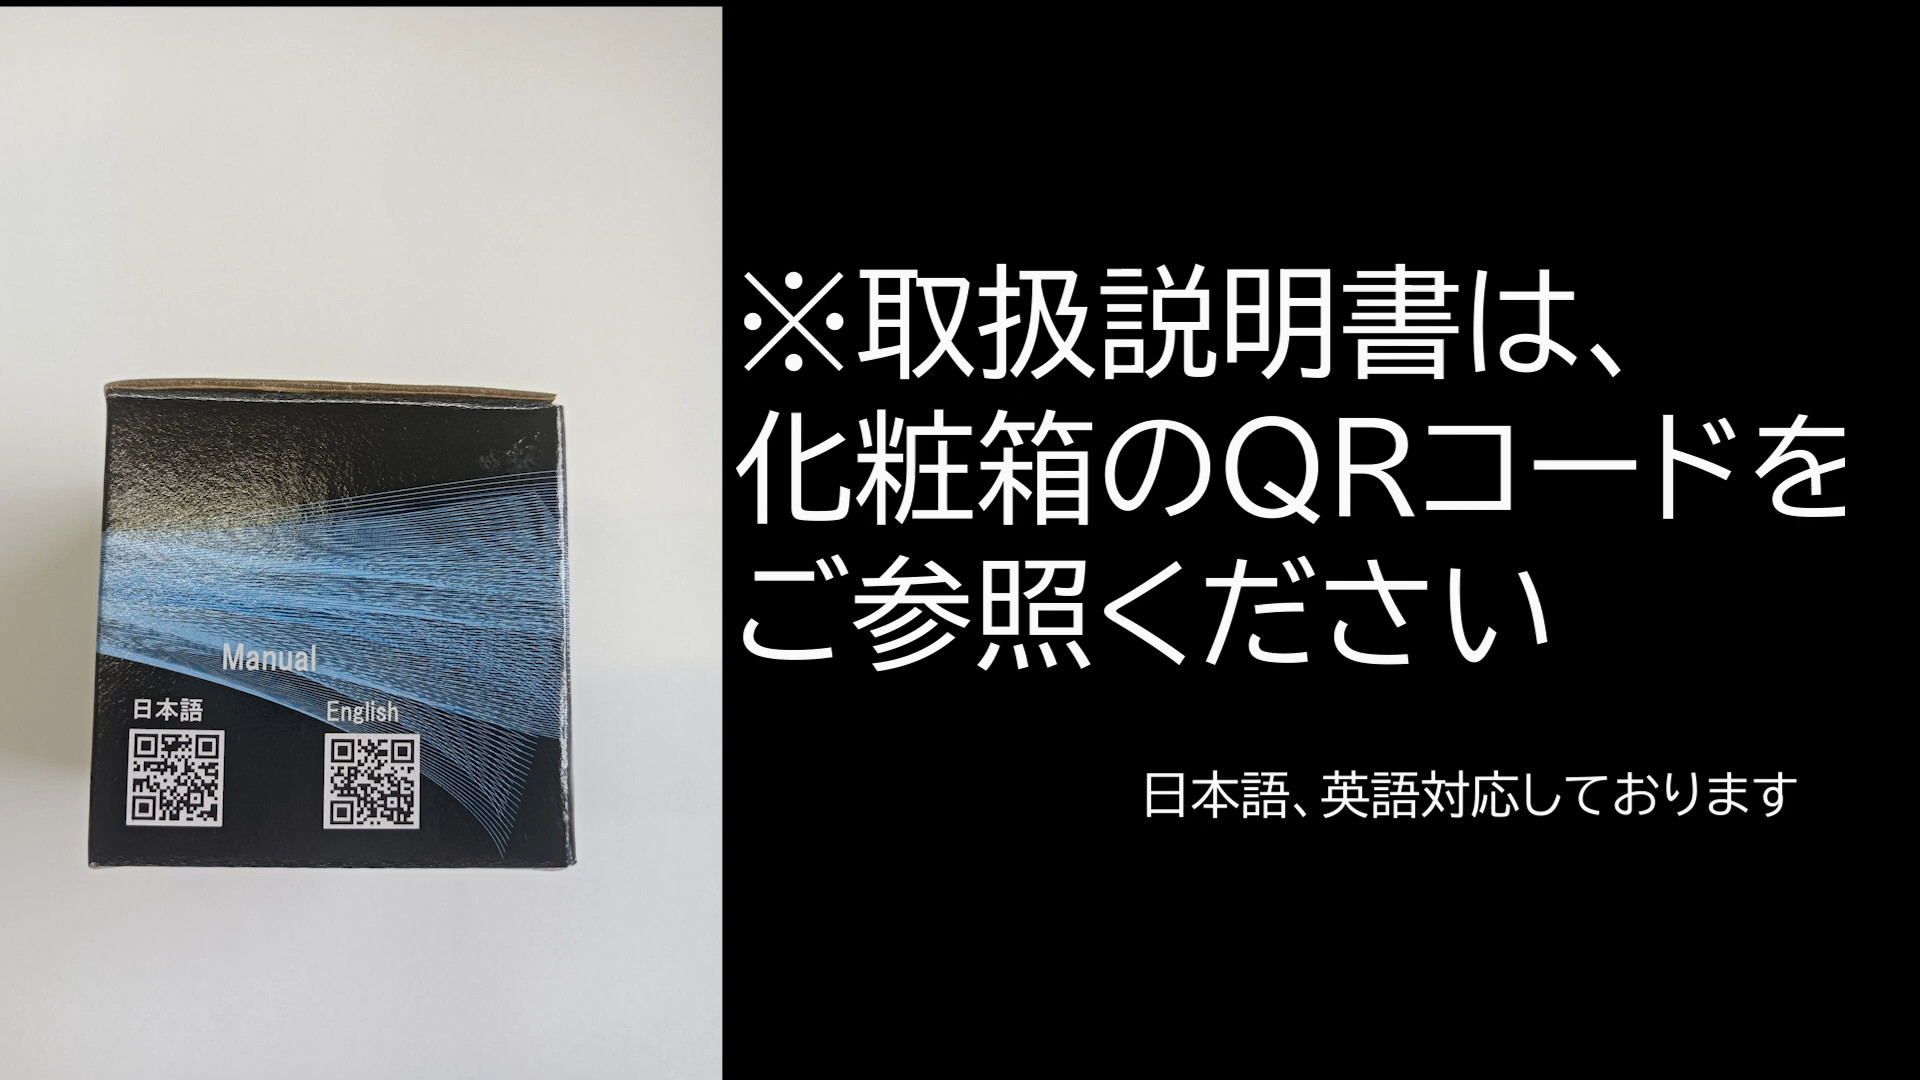 ※取扱説明書は、
化粧箱のQRコードを
ご参照ください
日本語、英語対応しております
Manual
日本語
English